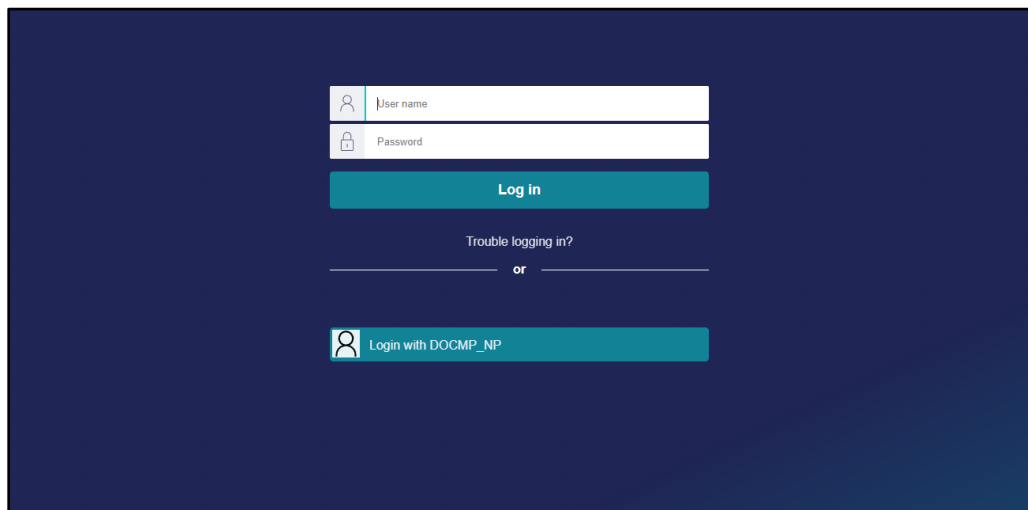 User name
Password
Log in
Trouble logging in?
or
Login with DOCMP_NP